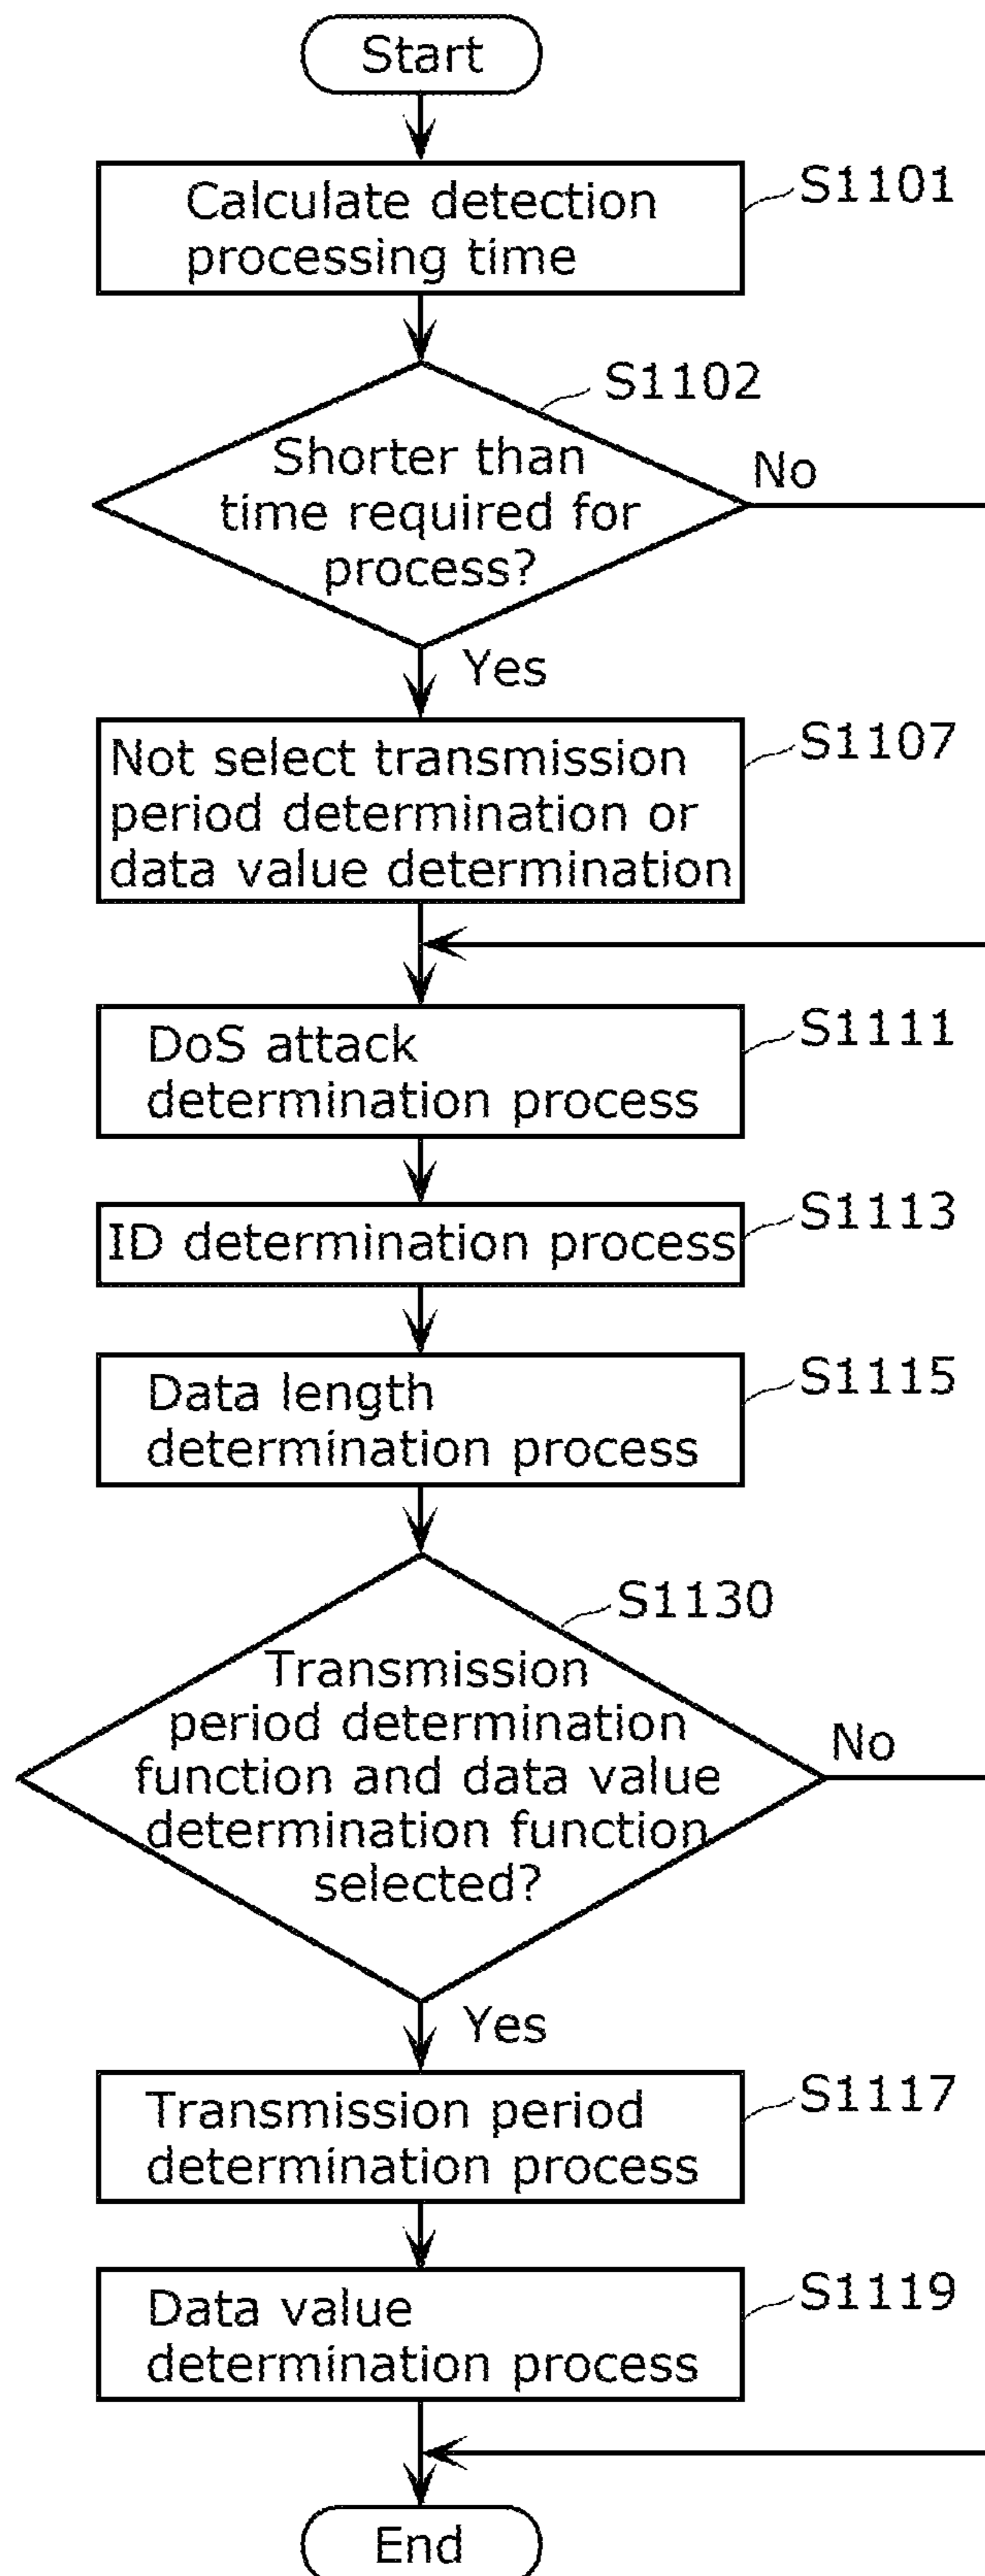 Start
Calculate detection
processing time
S1101
S1102
Shorter than
time required for
process?
No
Yes
Not select transmission
period determination or
data value determination
S1107
DoS attack
determination process
S1111
ID determination process
S1113
Data length
determination process
S1115
S1130
Transmission
period determination
function and data value
determination function
selected?
No
Yes
Transmission period
determination process
S1117
Data value
determination process
S1119
End